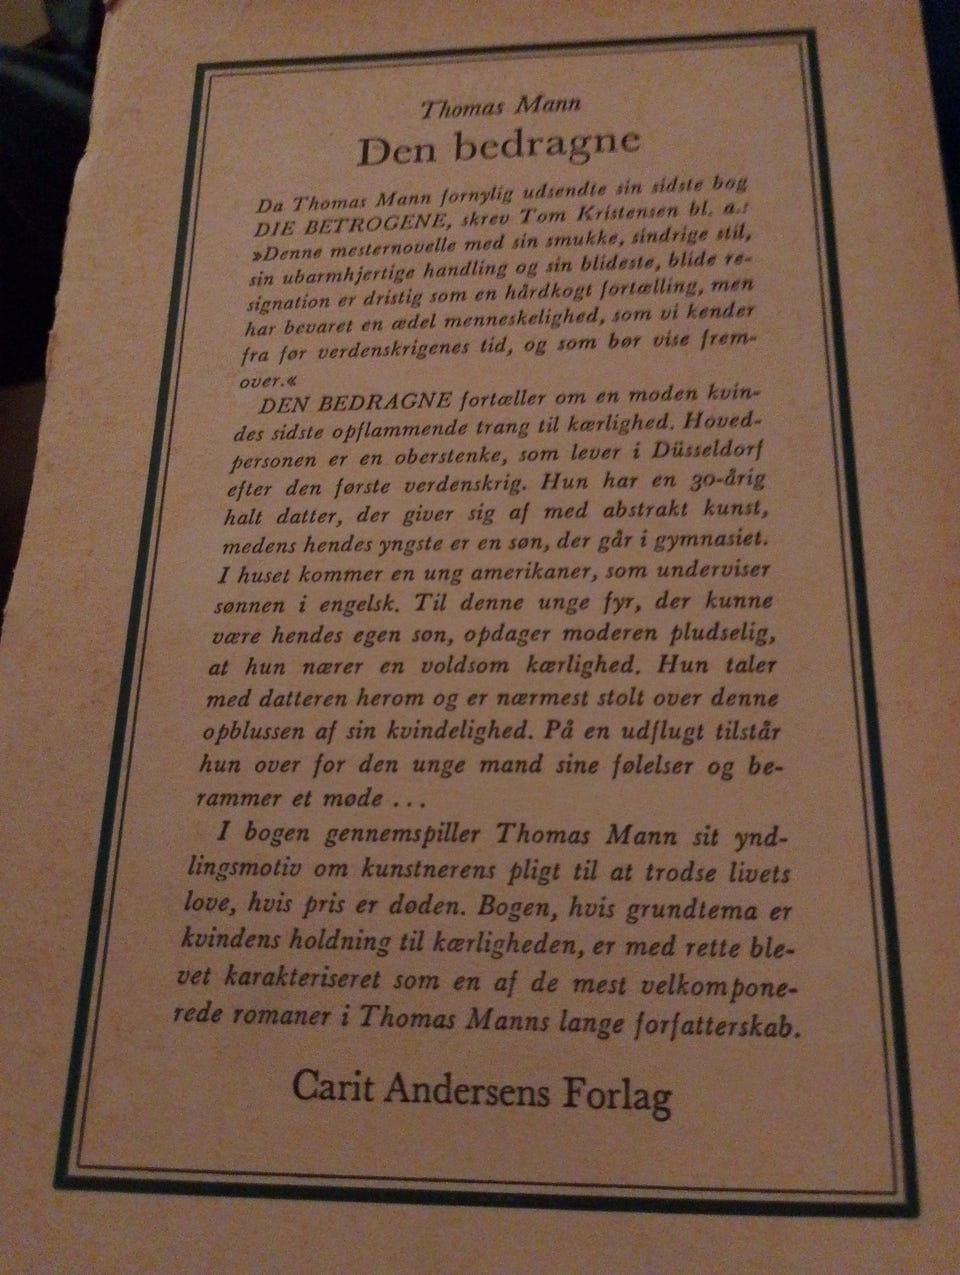 Thomas Mann
Den bedragne
Da Thomas Mann fornylig udsendte sin sidste bog
DIE BETROGENE, skrev Tom Kristensen bl. a.:
»Denne mesternovelle med sin smukke, sindrige stil,
sin ubarmhjertige handling og sin blideste, blide re-
signation er dristig som en hårdkogt fortælling, men
har bevaret en ædel menneskelighed, som vi kender
fra før verdenskrigenes tid, og som bør vise frem-
over.«
DEN BEDRAGNE fortæller om en moden kvin-
des sidste opflammende trang til kærlighed. Hoved-
personen er en oberstenke, som lever i Düsseldorf
efter den første verdenskrig. Hun har en 30-årig
halt datter, der giver sig af med abstrakt kunst,
medens hendes yngste er en søn, der går i gymnasiet.
I huset kommer en ung amerikaner, som underviser
sønnen i engelsk. Til denne unge fyr, der kunne
være hendes egen søn, opdager moderen pludselig,
at hun nærer en voldsom kærlighed. Hun taler
med datteren herom og er nærmest stolt over denne
opblussen af sin kvindelighed. På en udflugt tilstår
hun over for den unge mand sine følelser og be-
rammer et møde ...
I bogen gennemspiller Thomas Mann sit ynd-
lingsmotiv om kunstnerens pligt til at trodse livets
love, hvis pris er døden. Bogen, hvis grundtema er
kvindens holdning til kærligheden, er med rette ble-
vet karakteriseret som en af de mest velkompone-
rede romaner i Thomas Manns lange forfatterskab.
Carit Andersens Forlag